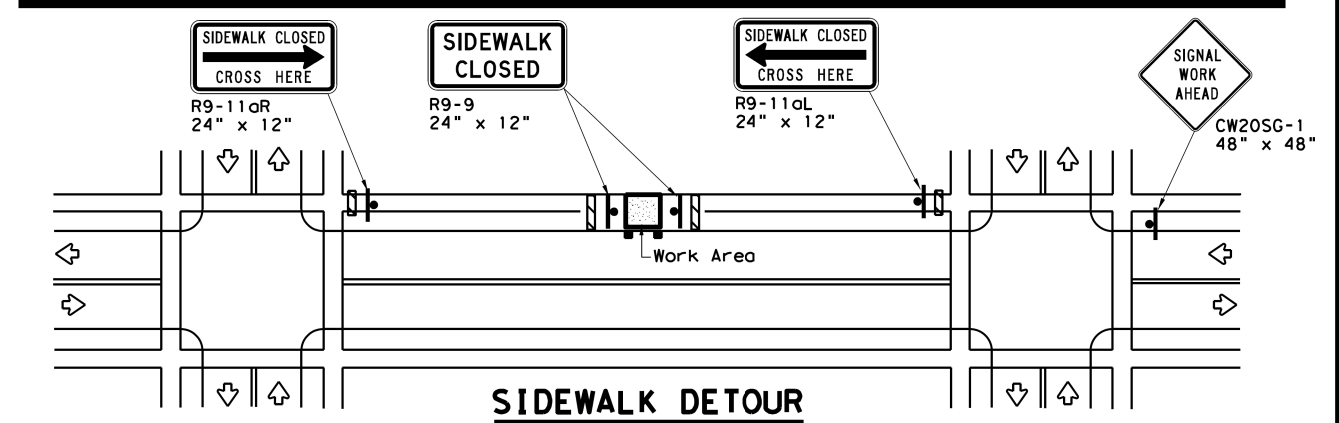 SIDEWALK CLOSED
CROSS HERE
R9-11aR
24" x 12"
SIDEWALK
CLOSED
R9-9
24" x 12"
SIDEWALK CLOSED
CROSS HERE
R9-11aL
24" x 12"
SIGNAL
WORK
AHEAD
CW20SG-1
48" x 48"
Work Area
SIDEWALK DETOUR